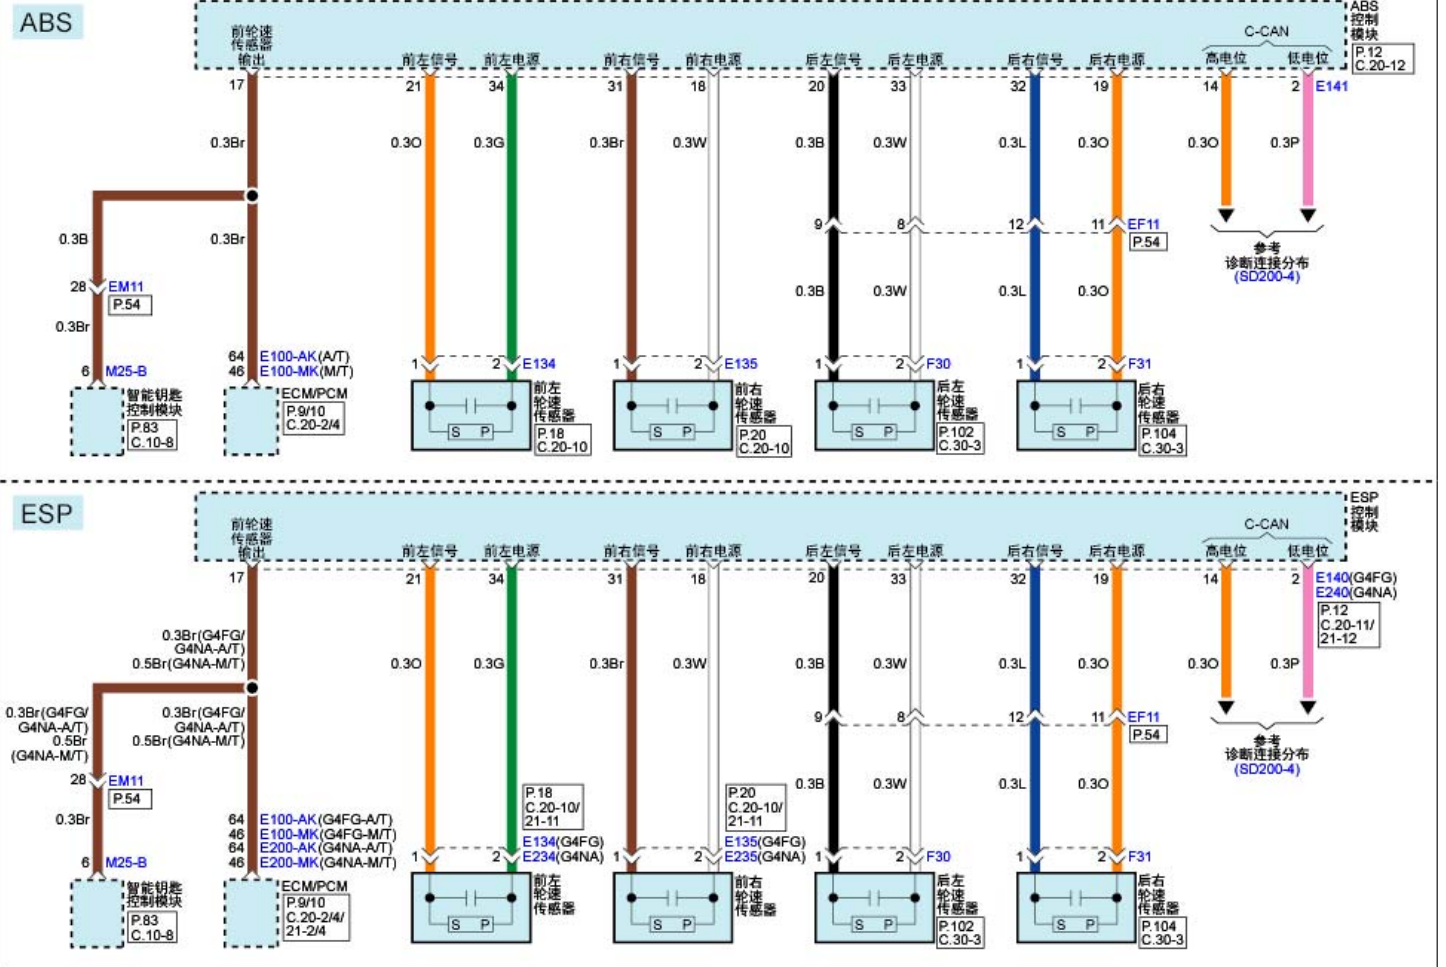 ABS
ABS
控制
模块
P.12
C.20-12
前轮速
传感器
输出
前左信号
前左电源
前右信号
前右电源
后左信号
后左电源
后右信号
后右电源
C-CAN
高电位
低电位
17
21
34
31
18
20
33
32
19
14
2
E141
0.3Br
0.3O
0.3G
0.3Br
0.3W
0.3B
0.3W
0.3L
0.3O
0.3O
0.3P
0.3B
0.3Br
9
8
12
11
EF11
P.54
参考
诊断连接分布
(SD200-4)
28
EM11
P.54
0.3Br
0.3B
0.3W
0.3L
0.3O
64 E100-AK(A/T)
46 E100-MK(M/T)
6
M25-B
1
2
E134
1
2
E135
1
2
F30
1
2
F31
智能钥匙
控制模块
P.83
C.10-8
ECM/PCM
P.9/10
C.20-2/4
前左
轮速
传感器
P.18
C.20-10
S P
前右
轮速
传感器
P.20
C.20-10
S P
后左
轮速
传感器
P.102
C.30-3
S P
后右
轮速
传感器
P.104
C.30-3
S P
ESP
ESP
控制
模块
前轮速
传感器
输出
前左信号
前左电源
前右信号
前右电源
后左信号
后左电源
后右信号
后右电源
C-CAN
高电位
低电位
17
21
34
31
18
20
33
32
19
14
2
E140(G4FG)
E240(G4NA)
P.12
C.20-11/
21-12
0.3Br(G4FG/
G4NA-A/T)
0.5Br(G4NA-M/T)
0.3O
0.3G
0.3Br
0.3W
0.3B
0.3W
0.3L
0.3O
0.3O
0.3P
0.3Br(G4FG/
G4NA-A/T)
0.5Br
(G4NA-M/T)
0.3Br(G4FG/
G4NA-A/T)
0.5Br(G4NA-M/T)
9
8
12
11
EF11
P.54
参考
诊断连接分布
(SD200-4)
28
EM11
P.54
0.3Br
0.3B
0.3W
0.3L
0.3O
P.18
C.20-10/
21-11
E134(G4FG)
E234(G4NA)
P.20
C.20-10/
21-11
E135(G4FG)
E235(G4NA)
64 E100-AK(G4FG-A/T)
46 E100-MK(G4FG-M/T)
64 E200-AK(G4NA-A/T)
46 E200-MK(G4NA-M/T)
6
M25-B
1
2
1
2
1
2
F30
1
2
F31
智能钥匙
控制模块
P.83
C.10-8
ECM/PCM
P.9/10
C.20-2/4/
21-2/4
前左
轮速
传感器
S P
前右
轮速
传感器
S P
后左
轮速
传感器
P.102
C.30-3
S P
后右
轮速
传感器
P.104
C.30-3
S P